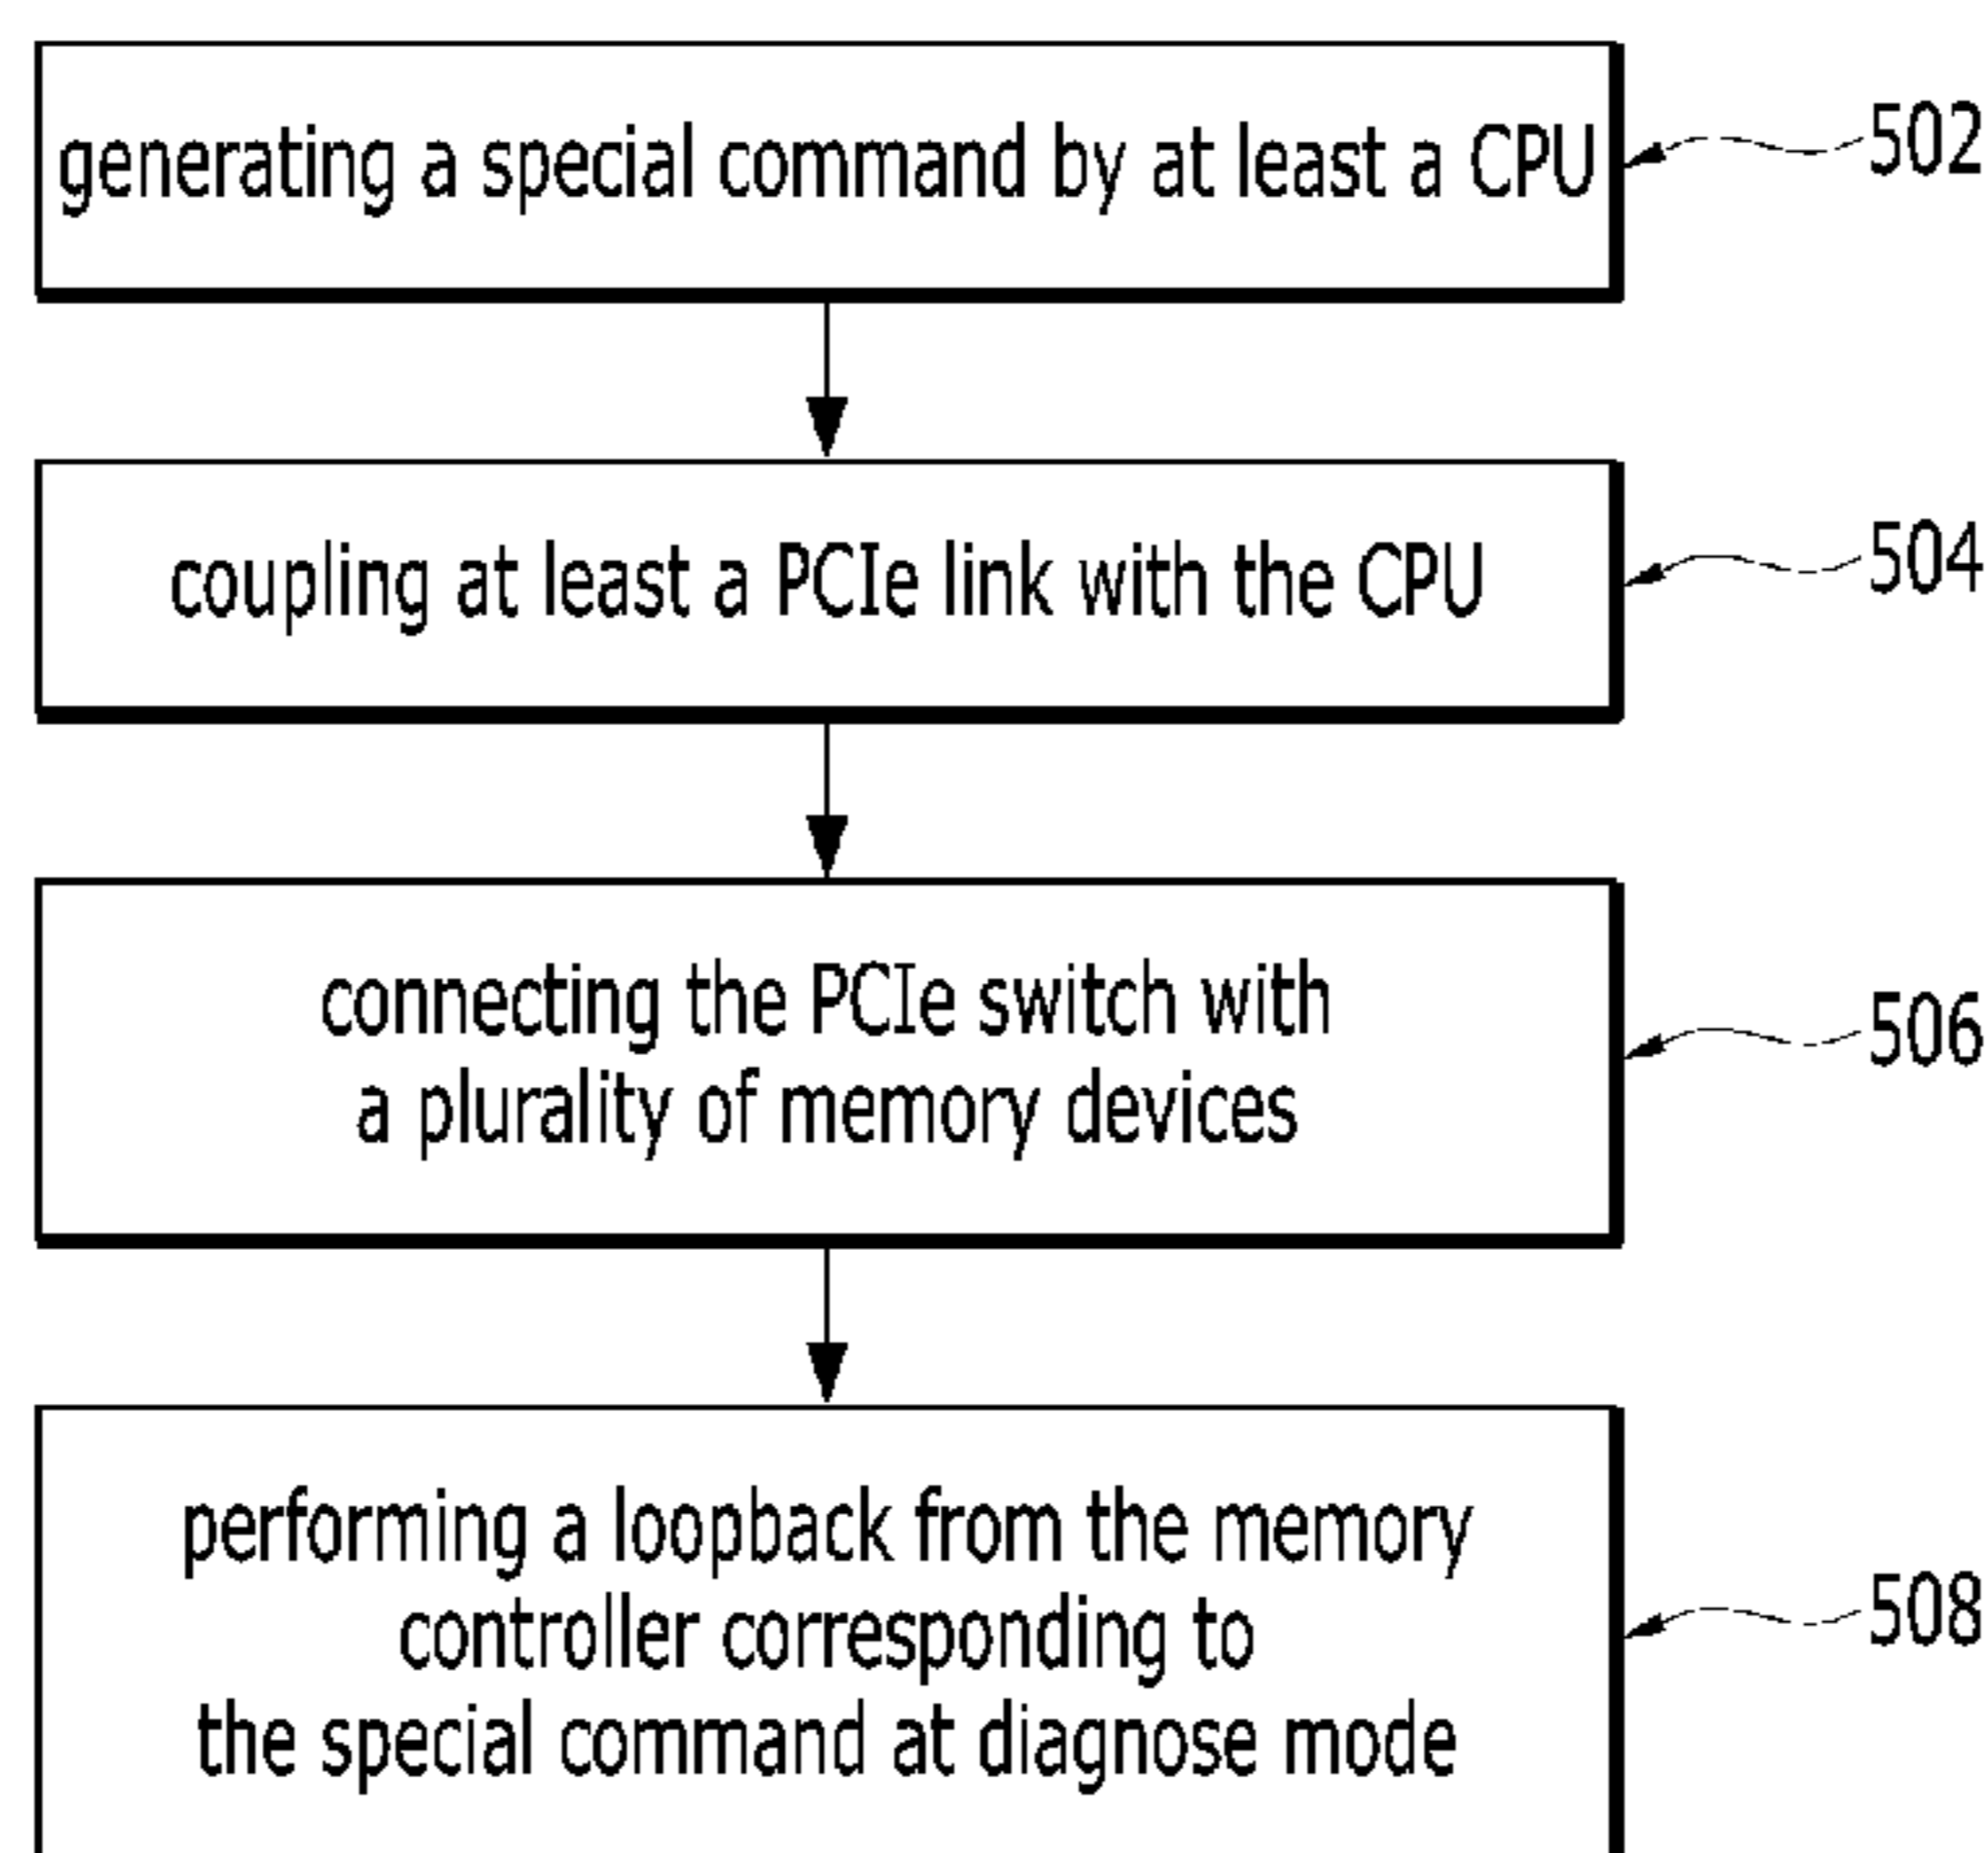 generating a special command by at least a CPU
502
coupling at least a PCIe link with the CPU
504
connecting the PCIe switch with
a plurality of memory devices
506
performing a loopback from the memory
controller corresponding to
the special command at diagnose mode
508